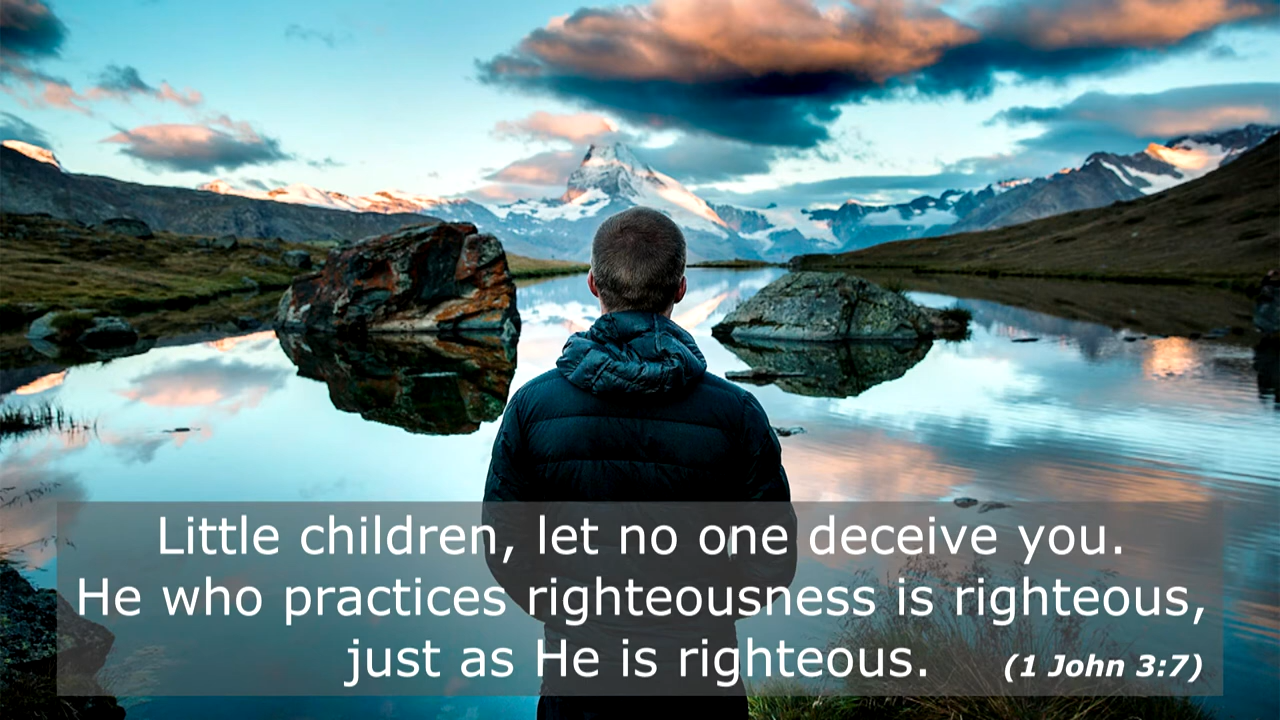 Little children, let no one deceive you.
He who practices righteousness is righteous,
just as He is righteous. (1 John 3:7)